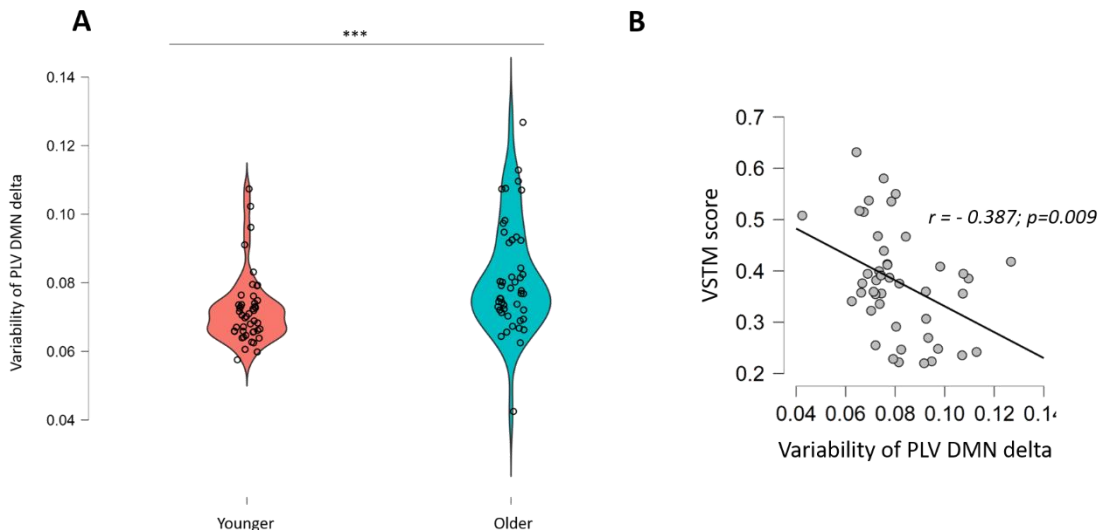 A
***
Variability of PLV DMN delta
0.14
0.12
0.10
0.08
0.06
0.04
Younger
Older
B
VSTM score
0.7
0.6
0.5
0.4
0.3
0.2
r = - 0.387; p=0.009
0.04 0.06 0.08 0.10 0.12 0.14
Variability of PLV DMN delta